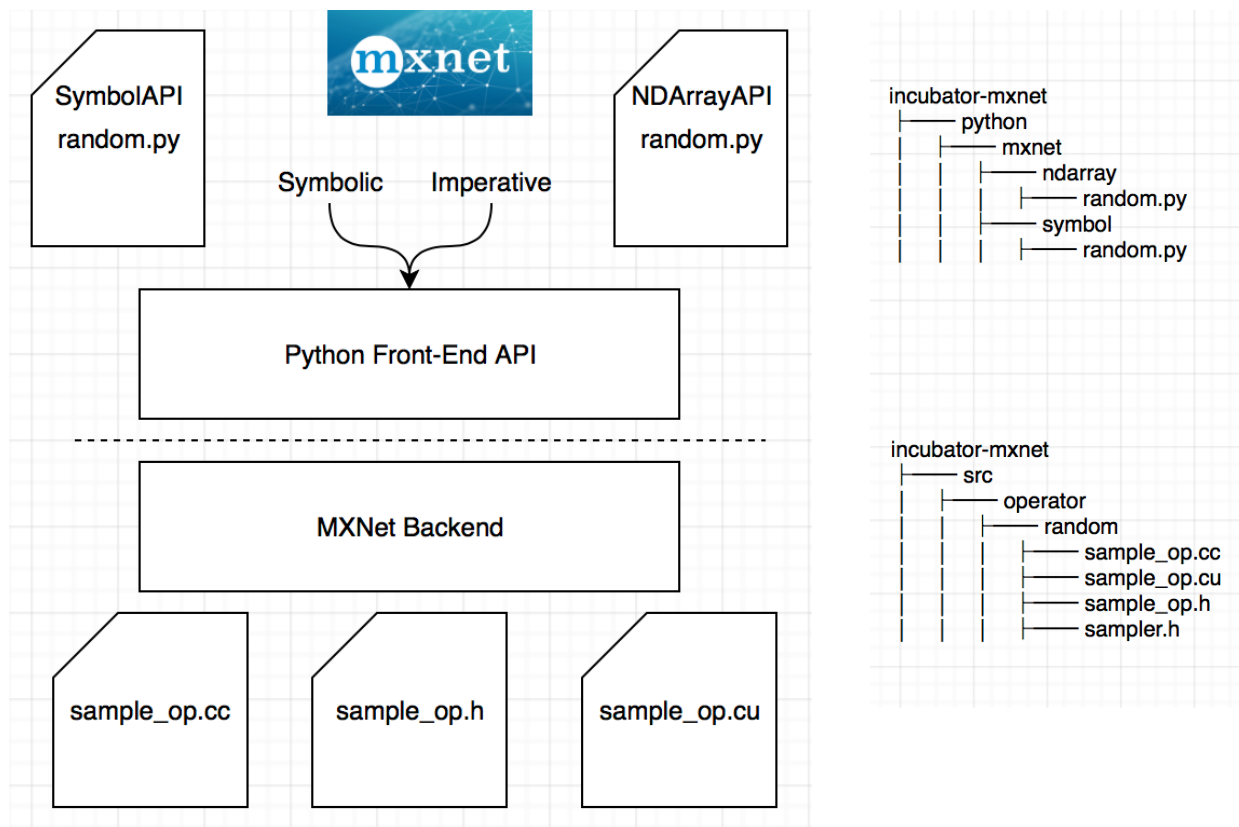 SymbolAPI
random.py
mxnet
NDArrayAPI
random.py
Symbolic
Imperative
Python Front-End API
MXNet Backend
sample_op.cc
sample_op.h
sample_op.cu
incubator-mxnet
python
mxnet
ndarray
random.py
symbol
random.py
incubator-mxnet
src
operator
random
sample_op.cc
sample_op.cu
sample_op.h
sampler.h